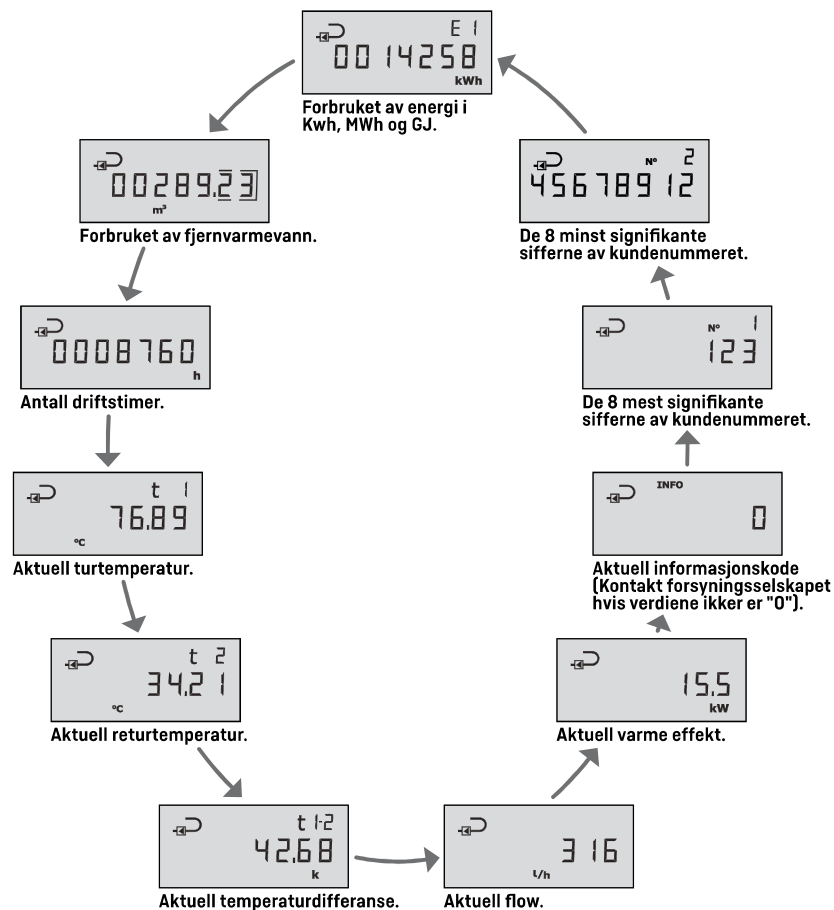 E 1
0014258
kWh
Forbruket av energi i
Kwh, MWh og GJ.
00289.23
m³
Forbruket av fjernvarmevann.
0008760
h
Antall driftstimer.
t 1
76.89
°C
Aktuell turtemperatur.
t 2
34.21
°C
Aktuell returtemperatur.
t 1-2
42.68
k
Aktuell temperaturdifferanse.
316
l/h
Aktuell flow.
15.5
kW
Aktuell varme effekt.
INFO
0
Aktuell informasjonskode
(Kontakt forsyningsselskapet
hvis verdiene ikker er "0").
N° 1
123
De 8 mest signifikante
sifferne av kundenummeret.
N° 2
45678912
De 8 minst signifikante
sifferne av kundenummeret.